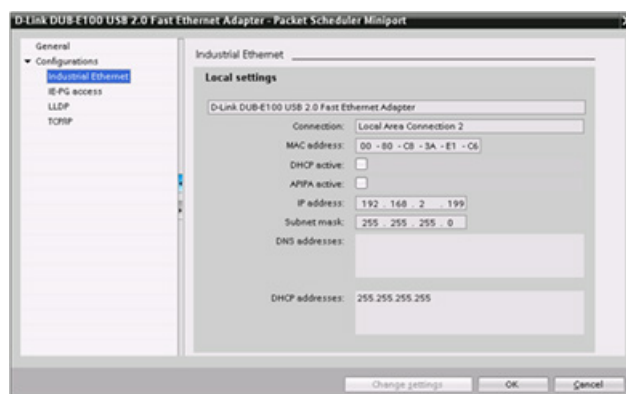 D-Link DUB-E100 USB 2.0 Fast Ethernet Adapter - Packet Scheduler Miniport
General
Configurations
Industrial Ethernet
IE-PG access
LLDP
TCP/IP
Industrial Ethernet
Local settings
D-Link DUB-E100 USB 2.0 Fast Ethernet Adapter
Connection: Local Area Connection 2
MAC address: 00 - 80 - C8 - 3A - E1 - C6
DHCP active:
APIPA active:
IP address: 192 . 168 . 2 . 199
Subnet mask: 255 . 255 . 255 . 0
DNS addresses:
DHCP addresses: 255.255.255.255
Change settings OK Cancel